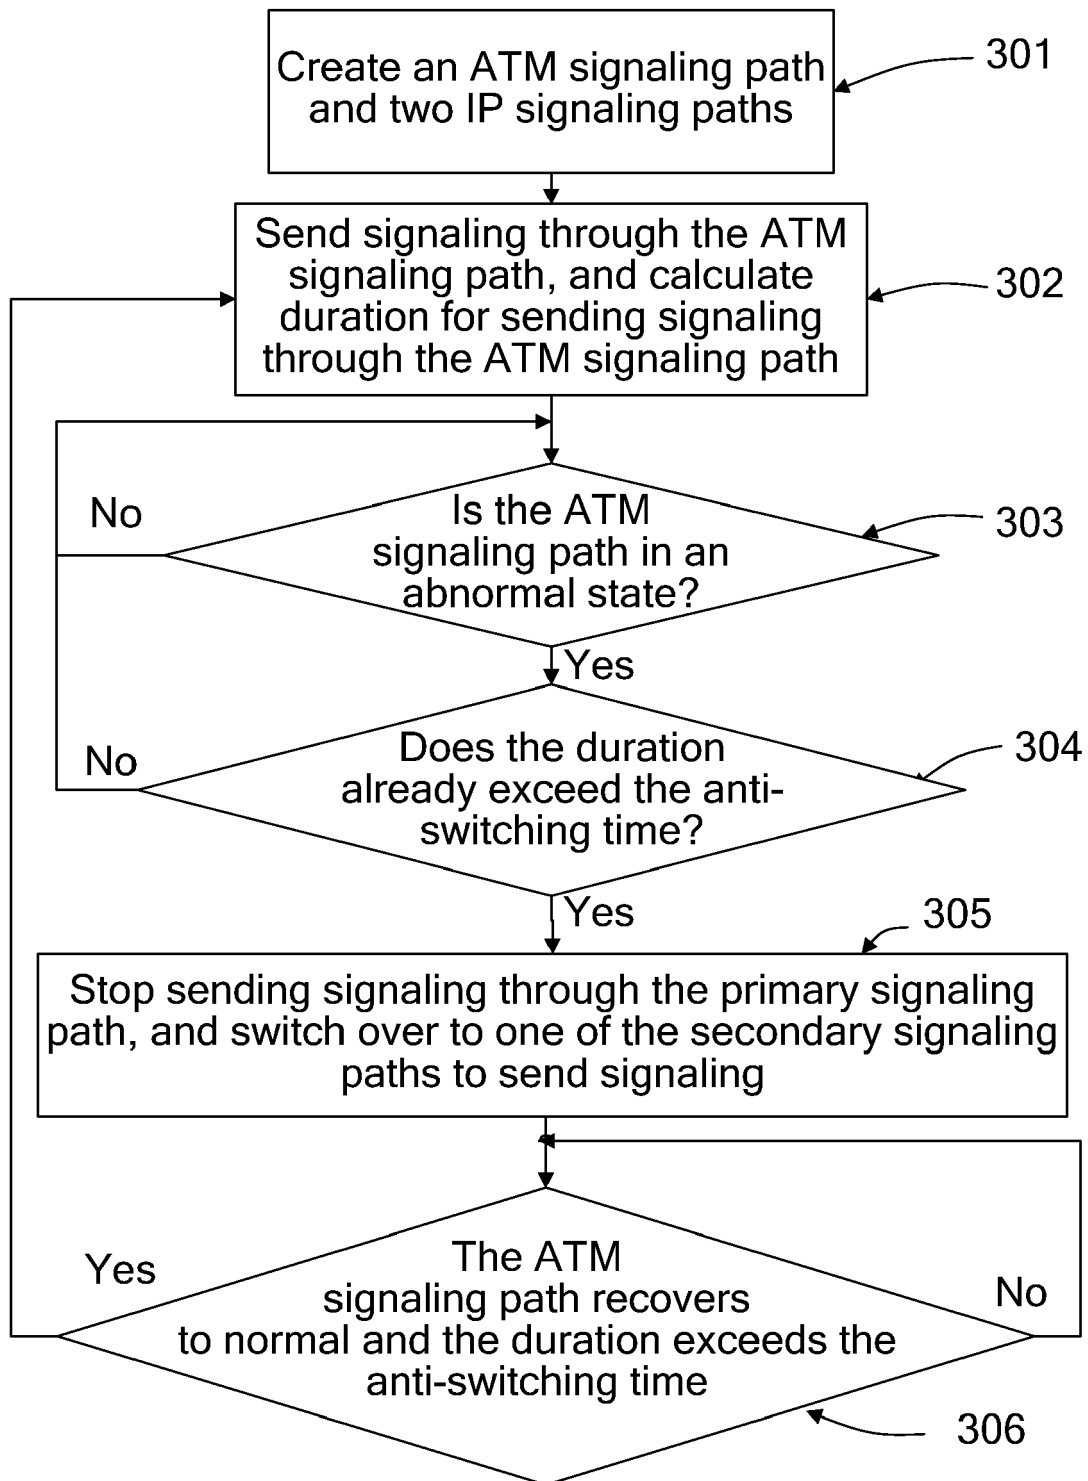 Create an ATM signaling path
and two IP signaling paths
301
Send signaling through the ATM
signaling path, and calculate
duration for sending signaling
through the ATM signaling path
302
No
Is the ATM
signaling path in an
abnormal state?
303
Yes
No
Does the duration
already exceed the anti-
switching time?
304
Yes
305
Stop sending signaling through the primary signaling
path, and switch over to one of the secondary signaling
paths to send signaling
Yes
The ATM
signaling path recovers
to normal and the duration exceeds the
anti-switching time
No
306